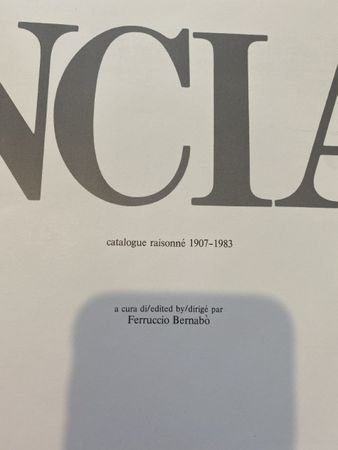 NCIA
catalogue raisonné 1907-1983
a cura di/edited by/dirigé par
Ferruccio Bernabò